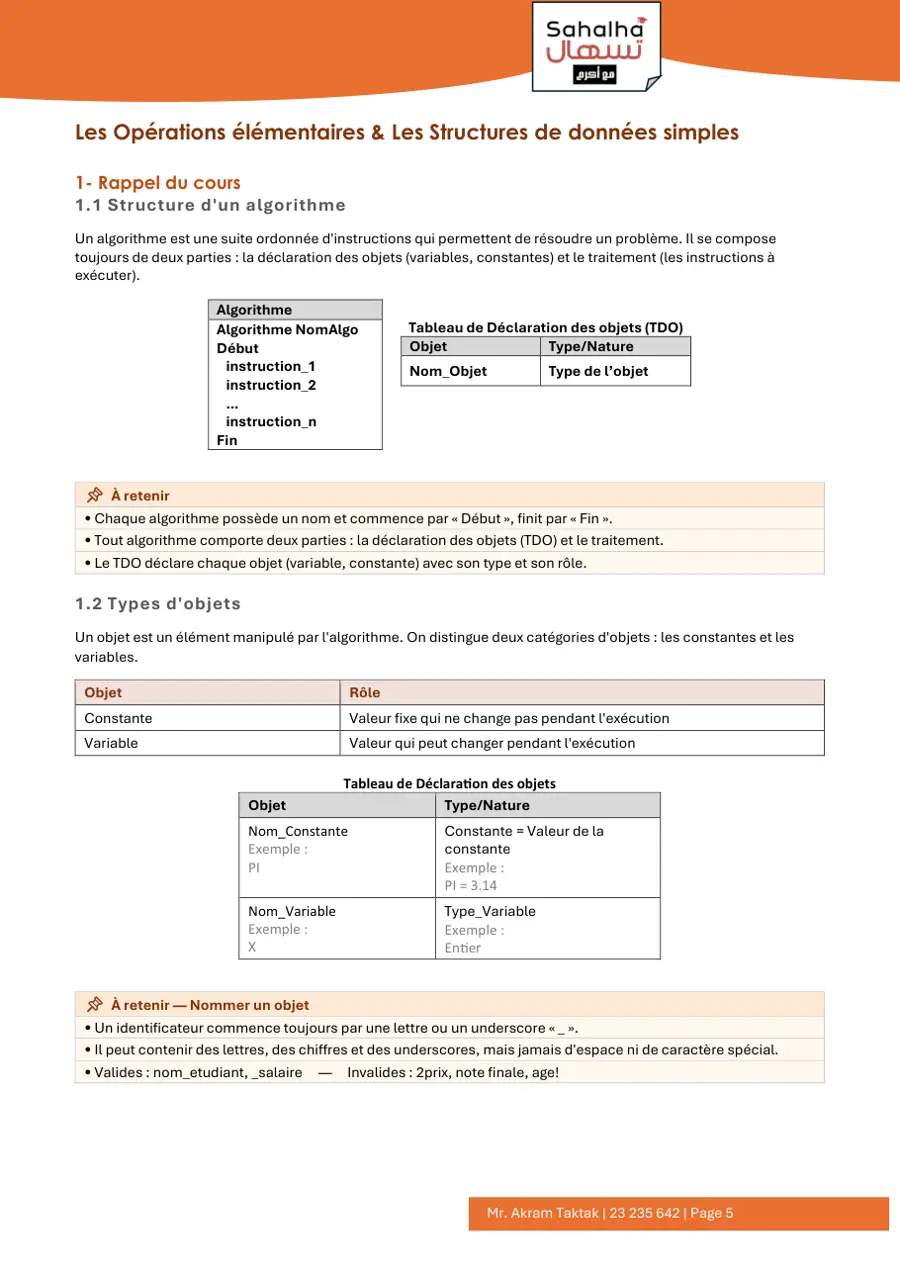 Sahalha
تسهال
مع أكرم
Les Opérations élémentaires & Les Structures de données simples
1- Rappel du cours
1.1 Structure d'un algorithme
Un algorithme est une suite ordonnée d'instructions qui permettent de résoudre un problème. Il se compose
toujours de deux parties : la déclaration des objets (variables, constantes) et le traitement (les instructions à
exécuter).
Algorithme
Algorithme NomAlgo
Début
instruction_1
instruction_2
...
instruction_n
Fin
Tableau de Déclaration des objets (TDO)
Objet Type/Nature
Nom_Objet Type de l’objet
À retenir
• Chaque algorithme possède un nom et commence par « Début », finit par « Fin ».
• Tout algorithme comporte deux parties : la déclaration des objets (TDO) et le traitement.
• Le TDO déclare chaque objet (variable, constante) avec son type et son rôle.
1.2 Types d'objets
Un objet est un élément manipulé par l'algorithme. On distingue deux catégories d'objets : les constantes et les
variables.
Objet Rôle
Constante Valeur fixe qui ne change pas pendant l'exécution
Variable Valeur qui peut changer pendant l'exécution
Tableau de Déclaration des objets
Objet Type/Nature
Nom_Constante Constante = Valeur de la
constante
Exemple : Exemple :
PI PI = 3.14
Nom_Variable Type_Variable
Exemple : Exemple :
X Entier
À retenir — Nommer un objet
• Un identificateur commence toujours par une lettre ou un underscore « _ ».
• Il peut contenir des lettres, des chiffres et des underscores, mais jamais d'espace ni de caractère spécial.
• Valides : nom_etudiant, _salaire — Invalides : 2prix, note finale, age!
Mr. Akram Taktak | 23 235 642 | Page 5